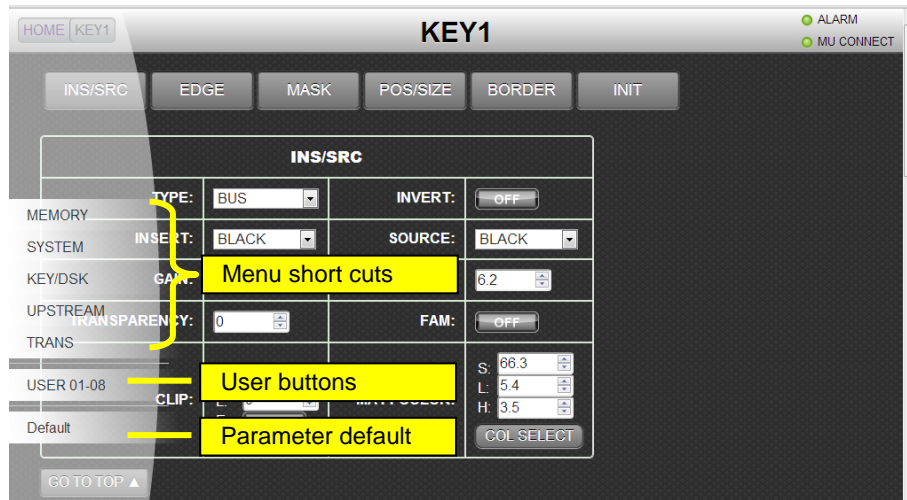 HOME KEY1
KEY1
ALARM
MU CONNECT
INS/SRC EDGE MASK POS/SIZE BORDER INIT
INS/SRC
TYPE: BUS INVERT: OFF
INSERT: BLACK SOURCE: BLACK
GAIN: 6.2
TRANSPARENCY: 0 FAM: OFF
CLIP:
S: 66.3
L: 5.4
H: 3.5
COL SELECT
MEMORY
SYSTEM
KEY/DSK
UPSTREAM
TRANS
USER 01-08
Default
GO TO TOP ▲
Menu short cuts
User buttons
Parameter default